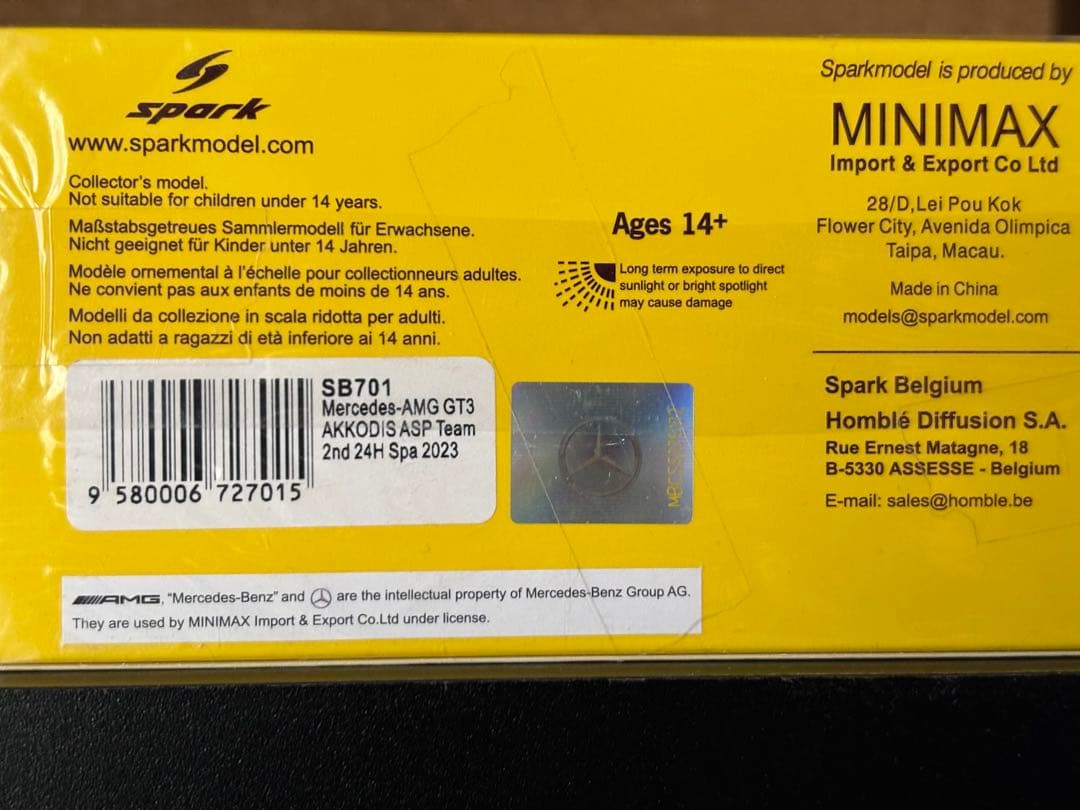 spark
www.sparkmodel.com
Collector's model.
Not suitable for children under 14 years.
Maßstabsgetreues Sammlermodell für Erwachsene.
Nicht geeignet für Kinder unter 14 Jahren.
Modèle ornemental à l'échelle pour collectionneurs adultes.
Ne convient pas aux enfants de moins de 14 ans.
Modelli da collezione in scala ridotta per adulti.
Non adatti a ragazzi di età inferiore ai 14 anni.
SB701
Mercedes-AMG GT3
AKKODIS ASP Team
2nd 24H Spa 2023
9 580006 727015
AMG, "Mercedes-Benz" and are the intellectual property of Mercedes-Benz Group AG.
They are used by MINIMAX Import & Export Co.Ltd under license.
Ages 14+
Long term exposure to direct
sunlight or bright spotlight
may cause damage
Sparkmodel is produced by
MINIMAX
Import & Export Co Ltd
28/D,Lei Pou Kok
Flower City, Avenida Olimpica
Taipa, Macau.
Made in China
models@sparkmodel.com
Spark Belgium
Homblé Diffusion S.A.
Rue Ernest Matagne, 18
B-5330 ASSESSE - Belgium
E-mail: sales@homble.be